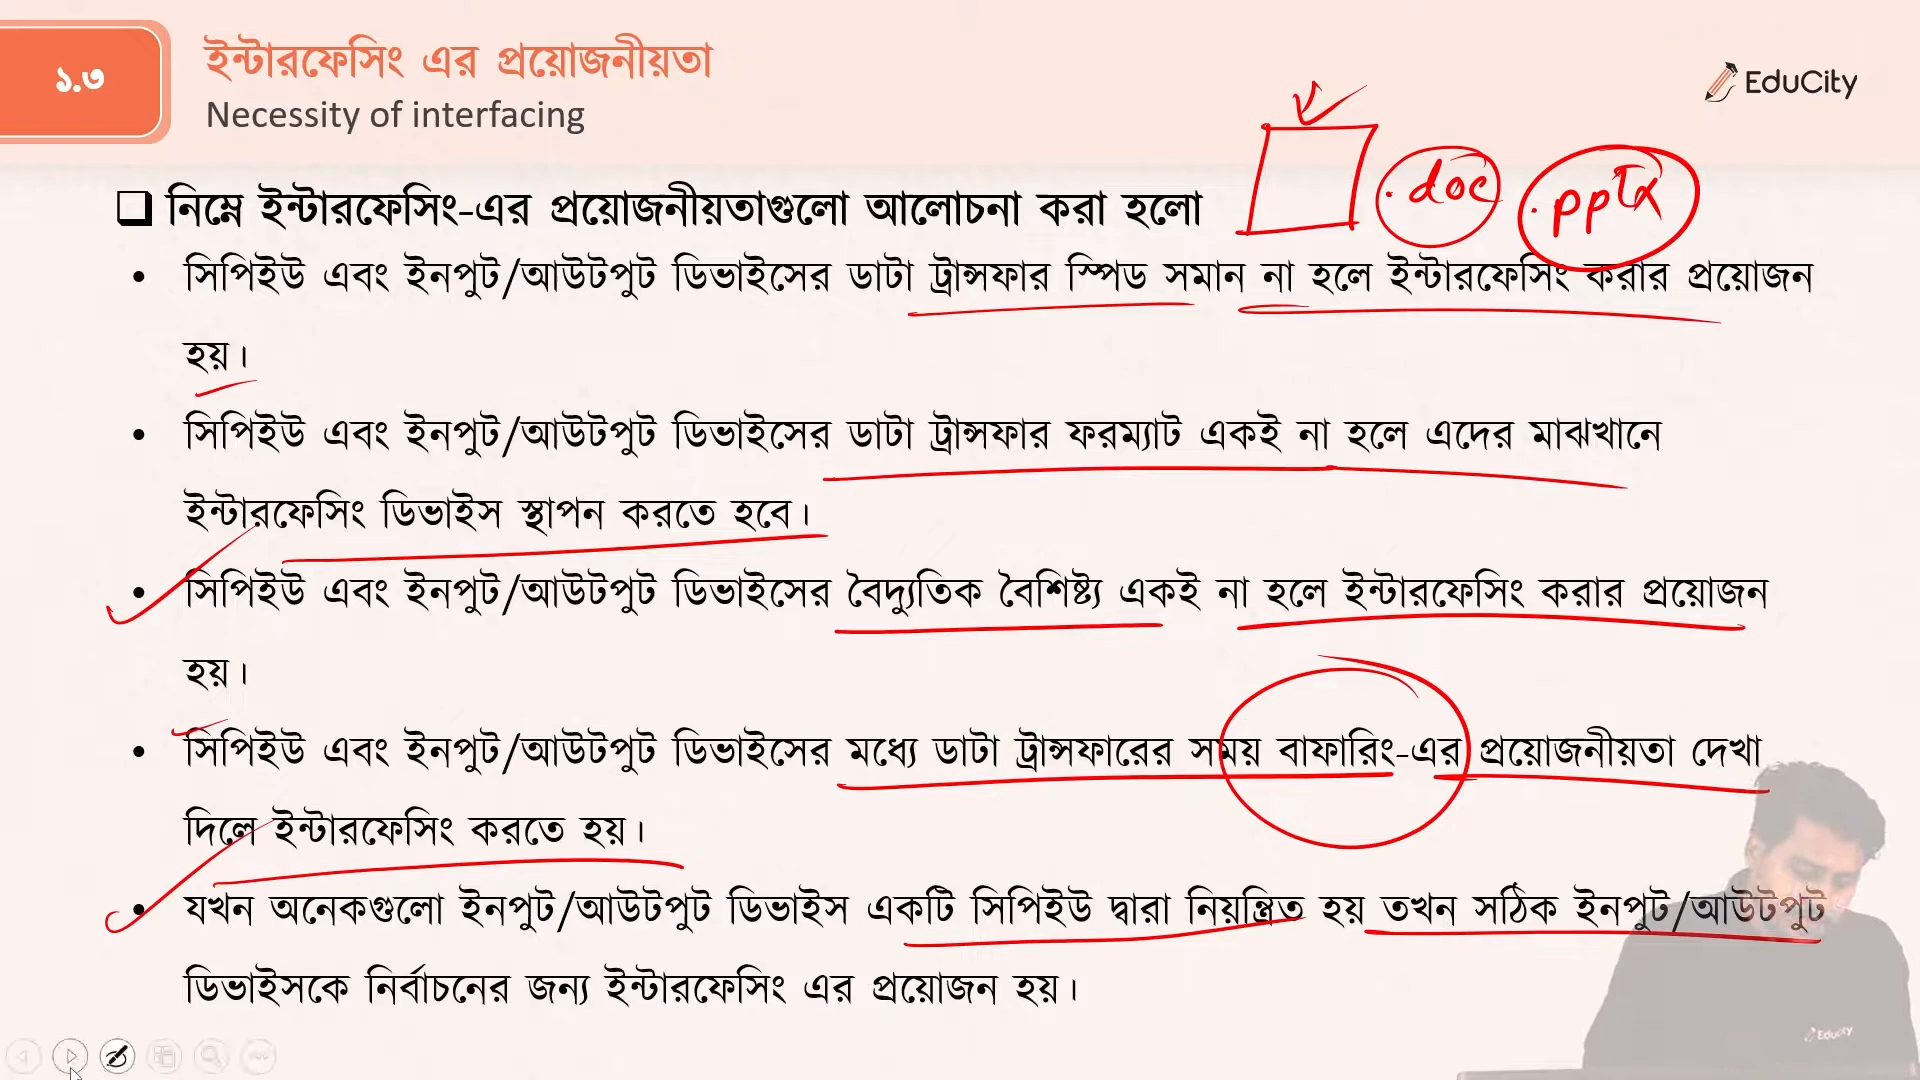 ১.৩
ইন্টারফেসিং এর প্রয়োজনীয়তা
Necessity of interfacing
EduCity
.doc .pptx
নিম্নে ইন্টারফেসিং-এর প্রয়োজনীয়তাগুলো আলোচনা করা হলো
• সিপিইউ এবং ইনপুট/আউটপুট ডিভাইসের ডাটা ট্রান্সফার স্পিড সমান না হলে ইন্টারফেসিং করার প্রয়োজন
হয়।
• সিপিইউ এবং ইনপুট/আউটপুট ডিভাইসের ডাটা ট্রান্সফার ফরম্যাট একই না হলে এদের মাঝখানে
ইন্টারফেসিং ডিভাইস স্থাপন করতে হবে।
• সিপিইউ এবং ইনপুট/আউটপুট ডিভাইসের বৈদ্যুতিক বৈশিষ্ট্য একই না হলে ইন্টারফেসিং করার প্রয়োজন
হয়।
• সিপিইউ এবং ইনপুট/আউটপুট ডিভাইসের মধ্যে ডাটা ট্রান্সফারের সময় বাফারিং-এর প্রয়োজনীয়তা দেখা
দিলে ইন্টারফেসিং করতে হয়।
• যখন অনেকগুলো ইনপুট/আউটপুট ডিভাইস একটি সিপিইউ দ্বারা নিয়ন্ত্রিত হয় তখন সঠিক ইনপুট/আউটপুট
ডিভাইসকে নির্বাচনের জন্য ইন্টারফেসিং এর প্রয়োজন হয়।
EduCity